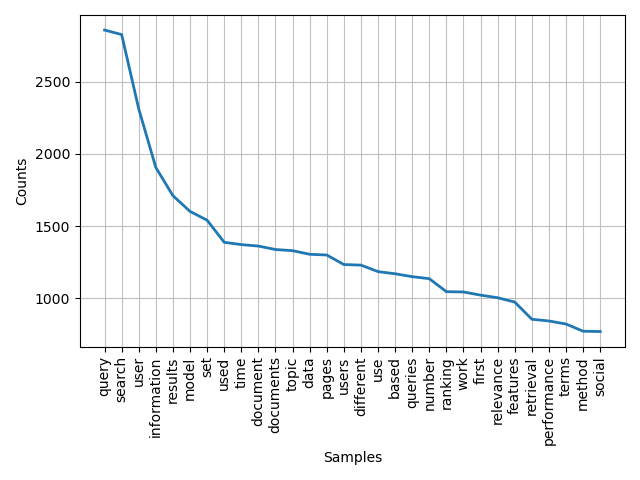 Counts
2500
2000
1500
1000
query
search
user
information
results
model
set
used
time
document
documents
topic
data
pages
users
different
use
based
queries
number
ranking
work
first
relevance
features
retrieval
performance
terms
method
social
Samples